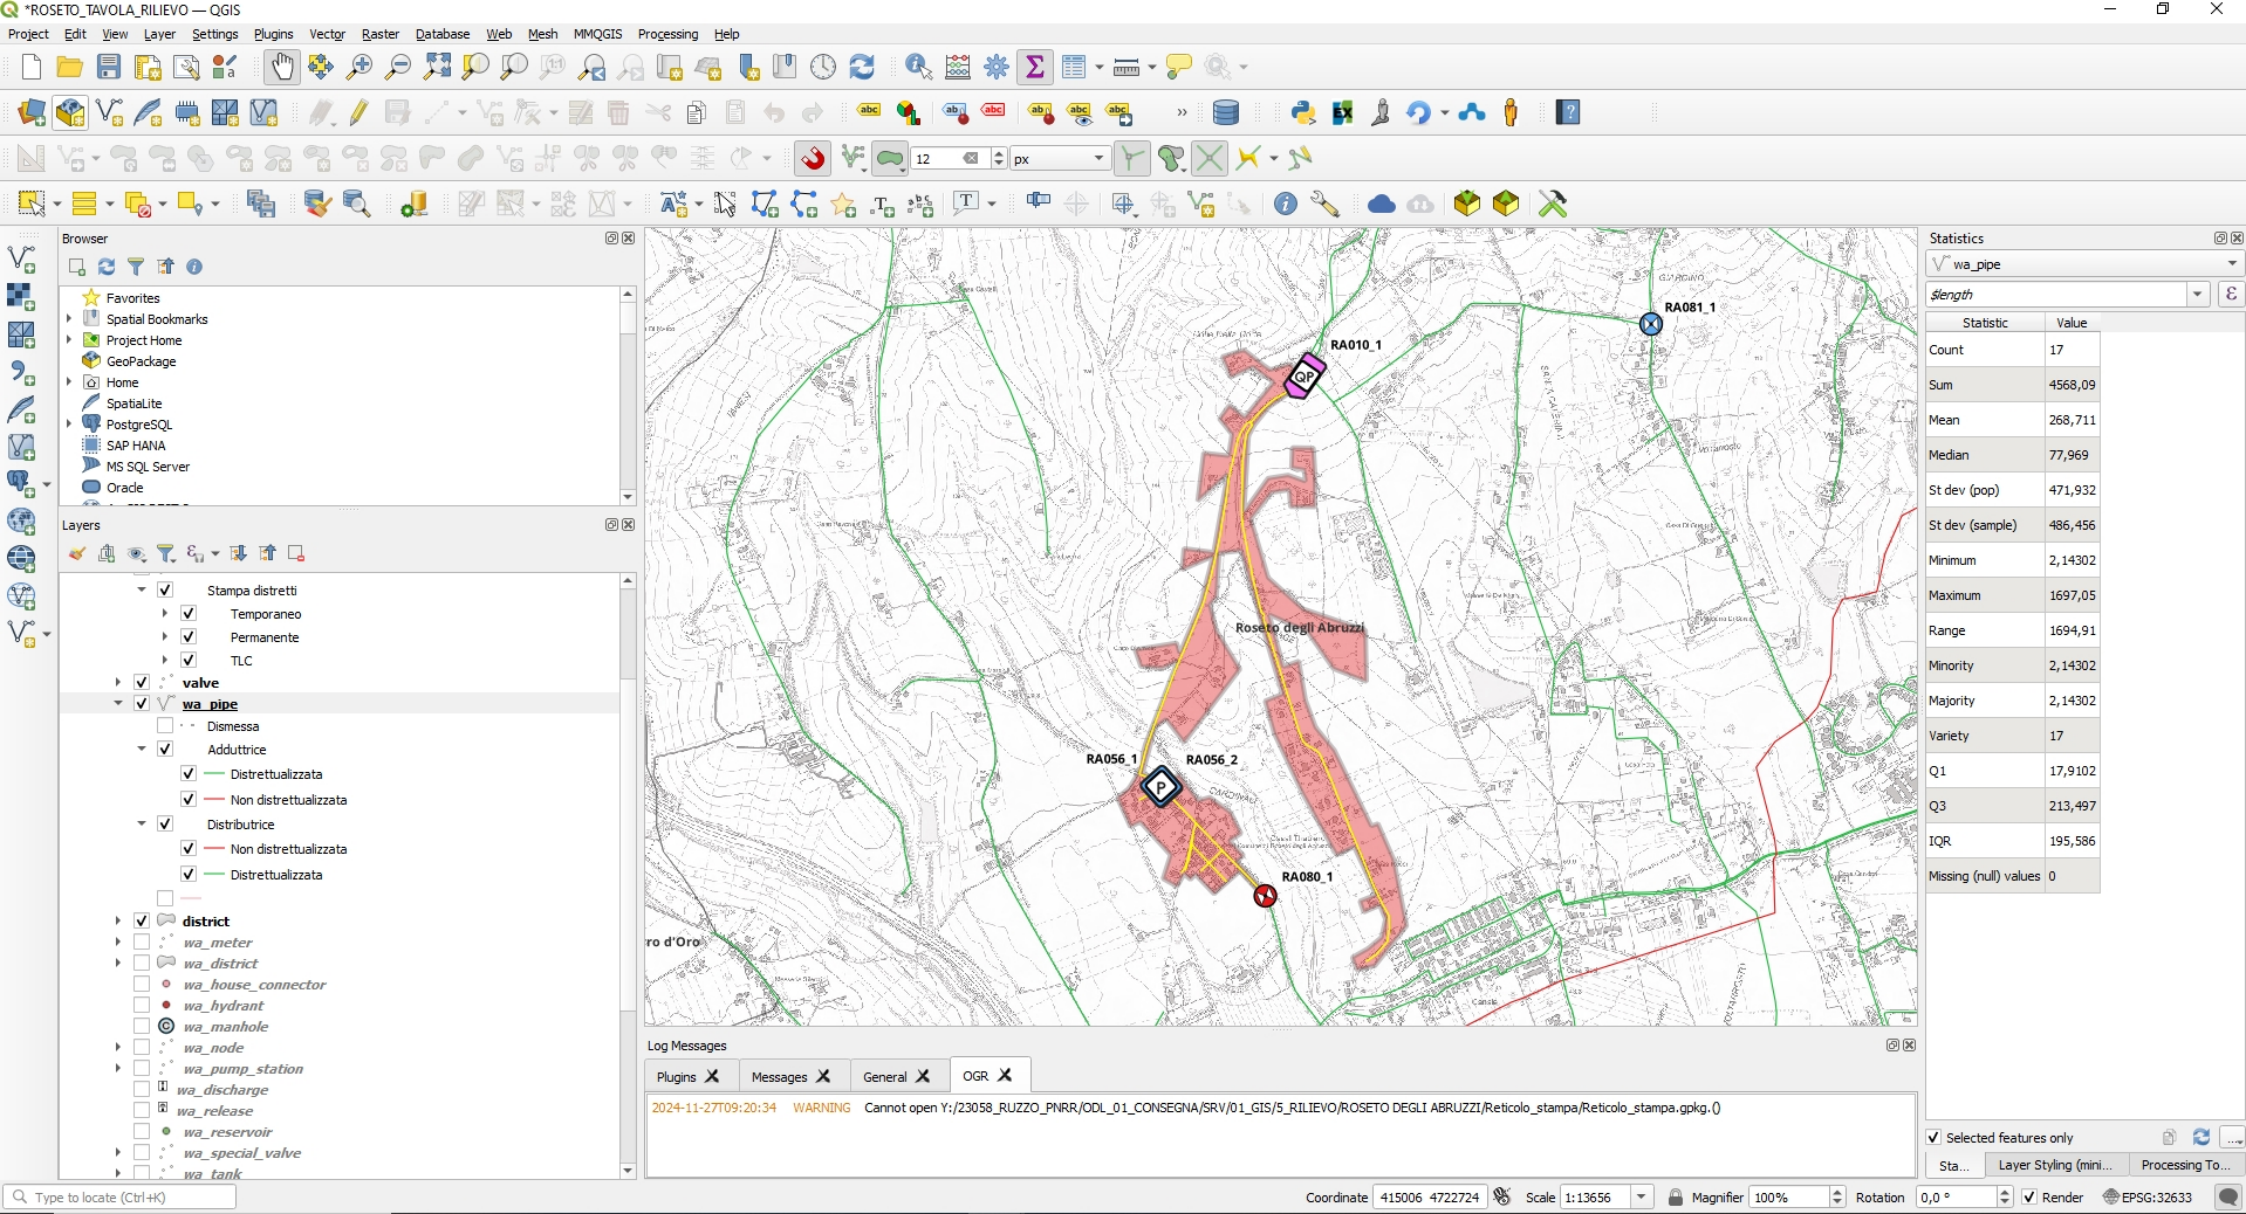 *ROSETO_TAVOLA_RILIEVO — QGIS
Project Edit View Layer Settings Plugins Vector Raster Database Web Mesh MMQGIS Processing Help
12 px
Browser
Favorites
Spatial Bookmarks
Project Home
GeoPackage
Home
SpatiaLite
PostgreSQL
SAP HANA
MS SQL Server
Oracle
Layers
Stampa distretti
Temporaneo
Permanente
TLC
valve
wa_pipe
Dismessa
Adduttrice
Distrettualizzata
Non distrettualizzata
Distributrice
Non distrettualizzata
Distrettualizzata
district
wa_meter
wa_district
wa_house_connector
wa_hydrant
wa_manhole
wa_node
wa_pump_station
wa_discharge
wa_release
wa_reservoir
wa_special_valve
wa_tank
Type to locate (Ctrl+K)
RA081_1
RA010_1
QP
Roseto degli Abruzzi
RA056_1
RA056_2
P
RA080_1
ro d'Oro
Log Messages
Plugins Messages General OGR
2024-11-27T09:20:34 WARNING Cannot open Y:/23058_RUZZO_PNRR/ODL_01_CONSEGNA/SRV/01_GIS/5_RILIEVO/ROSETO DEGLI ABRUZZI/Reticolo_stampa/Reticolo_stampa.gpkg.()
Statistics
wa_pipe
$length
ε
Statistic Value
Count 17
Sum 4568,09
Mean 268,711
Median 77,969
St dev (pop) 471,932
St dev (sample) 486,456
Minimum 2,14302
Maximum 1697,05
Range 1694,91
Minority 2,14302
Majority 2,14302
Variety 17
Q1 17,9102
Q3 213,497
IQR 195,586
Missing (null) values 0
Selected features only
Sta... Layer Styling (mini... Processing To...
Coordinate 415006 4722724 Scale 1:13656 Magnifier 100% Rotation 0,0 ° Render EPSG:32633